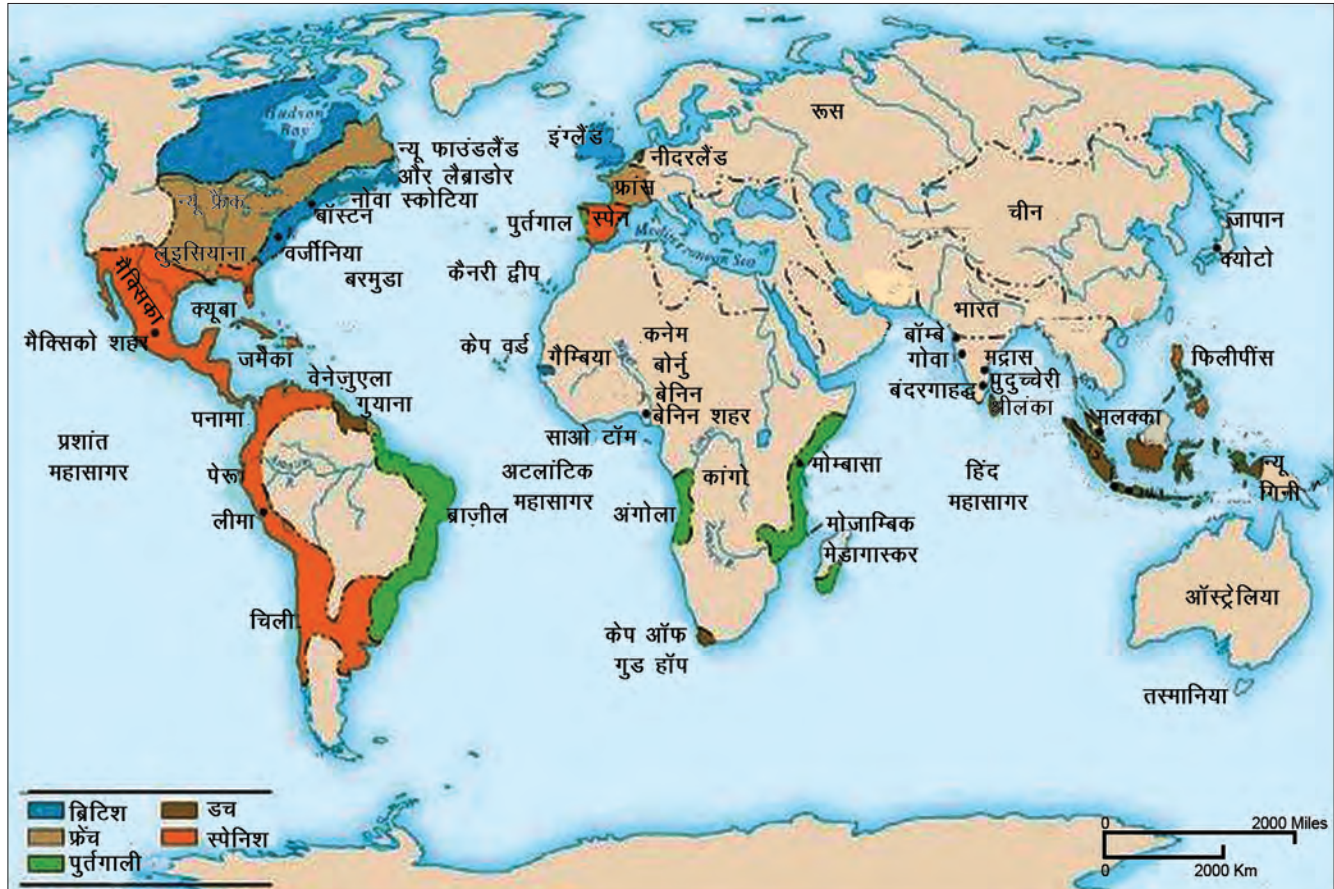 Hudson
Bay
रूस
इंग्लैंड
नीदरलैंड
न्यू फाउंडलैंड
और लैब्राडोर
नोवा स्कोटिया
बॉस्टन
न्यू फ्रैंक
फ्रांस
स्पेन
पुर्तगाल
चीन
जापान
क्योटो
लुइसियाना
वर्जीनिया
बरमुडा
कैनरी द्वीप
Mediterranean Sea
मैक्सिका
क्यूबा
भारत
मैक्सिको शहर
जमैका
केप वर्ड
गैम्बिया
Niger
कनेम
बोर्नु
बेनिन
बेनिन शहर
बॉम्बे
गोवा
मद्रास
पुदुच्चेरी
बंदरगाहद्ध
श्रीलंका
फिलीपींस
वेनेजुएला
गुयाना
पनामा
साओ टॉम
मलक्का
प्रशांत
महासागर
पेरू
लीमा
ब्राज़ील
अटलांटिक
महासागर
कांगो
अंगोला
मोम्बासा
हिंद
महासागर
न्यू
गिनी
मोजाम्बिक
मेडागास्कर
ऑस्ट्रेलिया
चिली
केप ऑफ
गुड हॉप
तस्मानिया
ब्रिटिश
डच
फ्रेंच
स्पेनिश
पुर्तगाली
0 2000 Miles
0 2000 Km